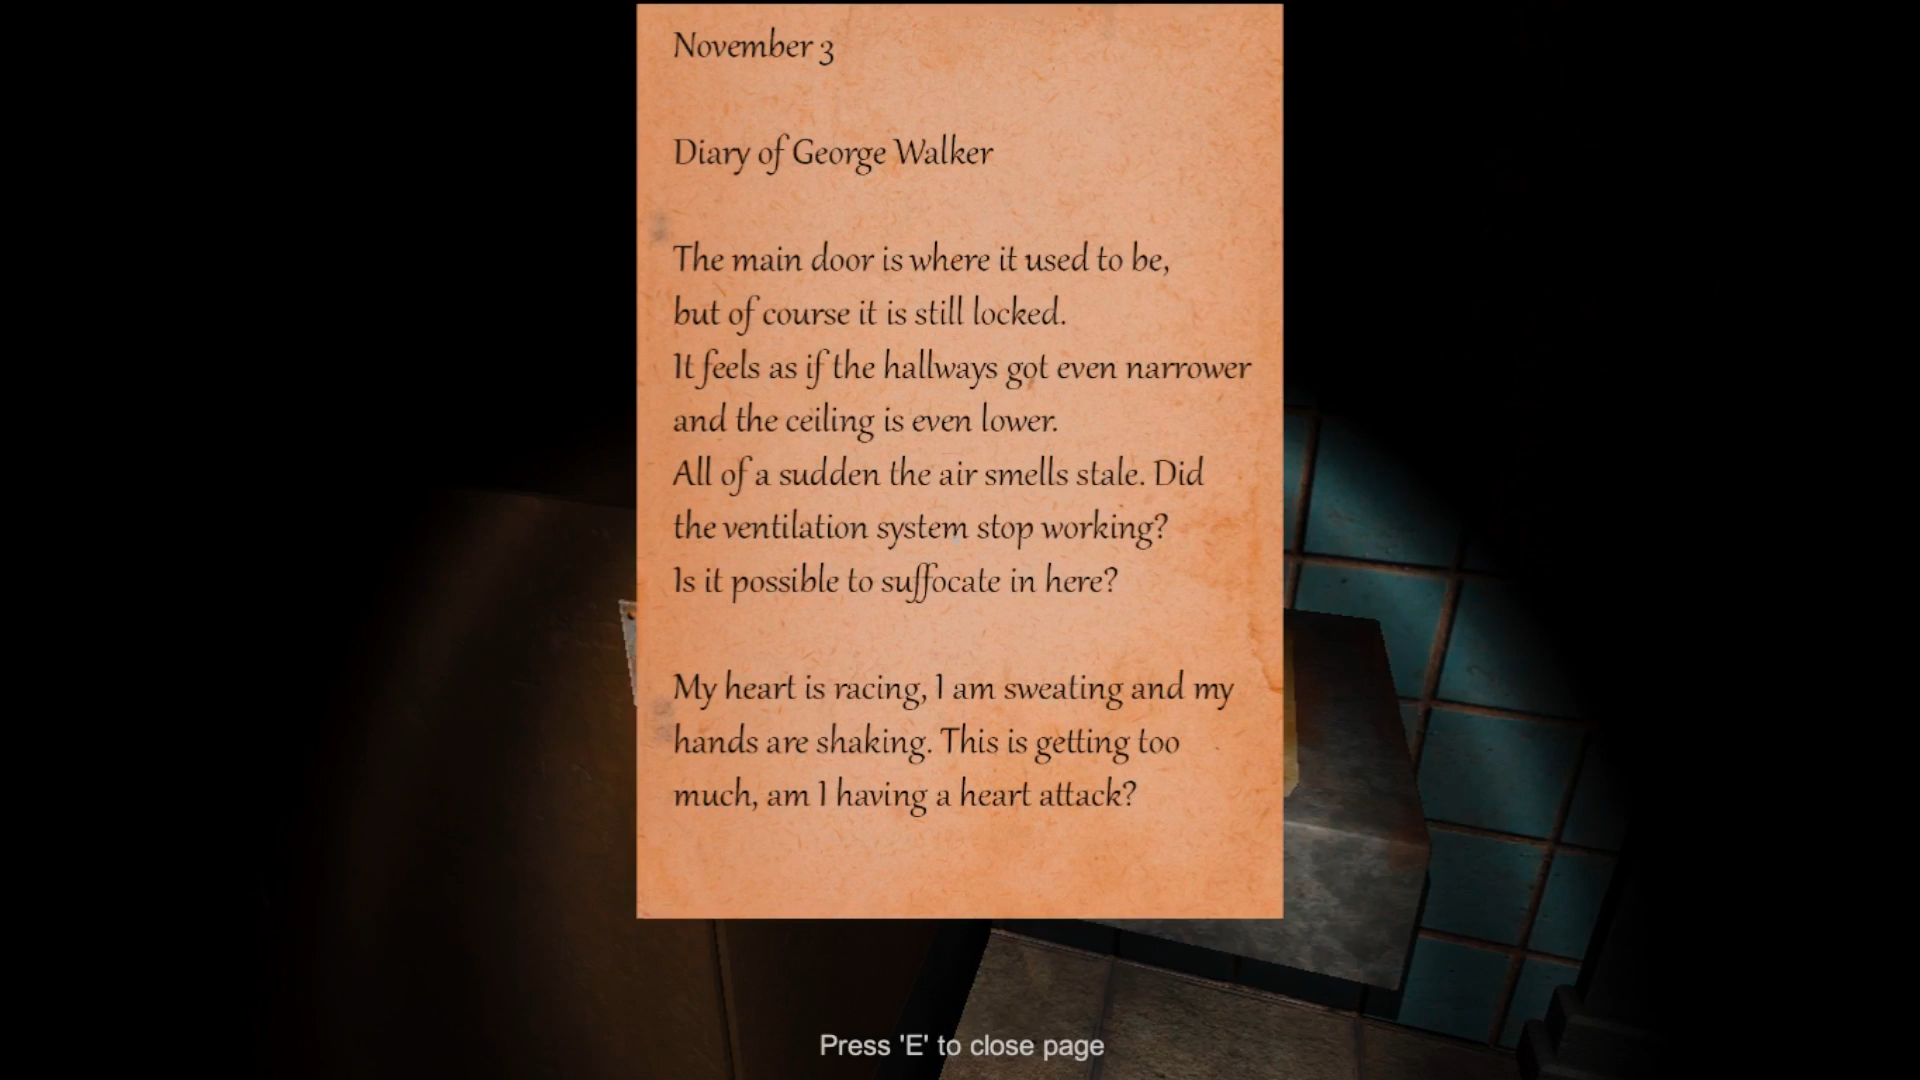 November 3
Diary of George Walker
The main door is where it used to be,
but of course it is still locked.
It feels as if the hallways got even narrower
and the ceiling is even lower.
All of a sudden the air smells stale. Did
the ventilation system stop working?
Is it possible to suffocate in here?
My heart is racing, I am sweating and my
hands are shaking. This is getting too
much, am I having a heart attack?
Press 'E' to close page